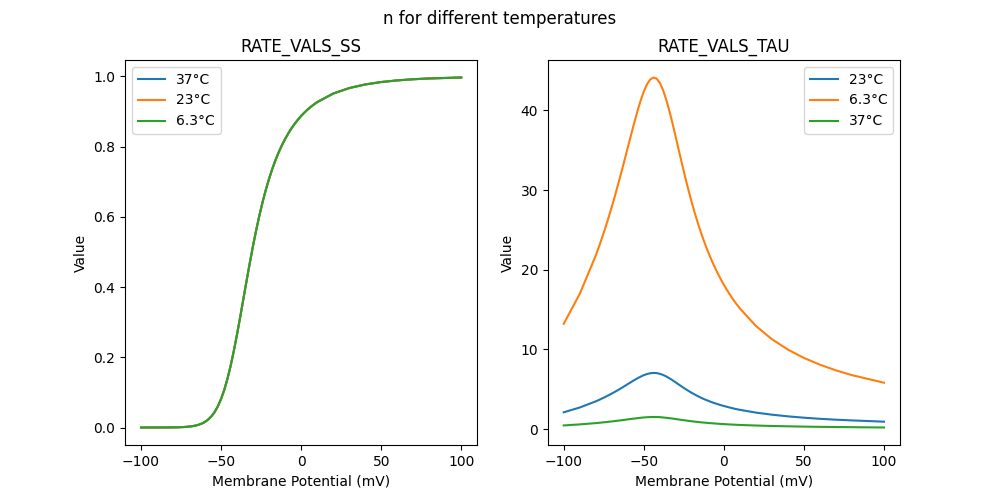 n for different temperatures
RATE_VALS_SS
1.0
0.8
0.6
0.4
0.2
0.0
Value
37°C
23°C
6.3°C
−100
−50
0
50
100
Membrane Potential (mV)
RATE_VALS_TAU
40
30
20
10
0
Value
23°C
6.3°C
37°C
−100
−50
0
50
100
Membrane Potential (mV)